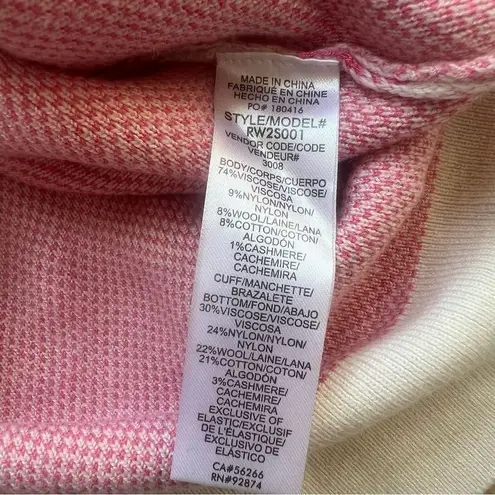 MADE IN CHINA
FABRIQUÉ EN CHINE
HECHO EN CHINA
PO# 180416
STYLE/MODEL#
RW2S001
VENDOR CODE/CODE
VENDEUR#
3008
BODY/CORPS/CUERPO
74%VISCOSE/VISCOSE/
VISCOSA
9%NYLON/NYLON/
NYLON
8%WOOL/LAINE/LANA
8%COTTON/COTON/
ALGODÓN
1%CASHMERE/
CACHEMIRE/
CACHEMIRA
CUFF/MANCHETTE/
BRAZALETE
BOTTOM/FOND/ABAJO
30%VISCOSE/VISCOSE/
VISCOSA
24%NYLON/NYLON/
NYLON
22%WOOL/LAINE/LANA
21%COTTON/COTON/
ALGODÓN
3%CASHMERE/
CACHEMIRE/
CACHEMIRA
EXCLUSIVE OF
ELASTIC/EXCLUSIF
DE L'ÉLASTIQUE/
EXCLUSIVO DE
ELÁSTICO
CA#56266
RN#92874